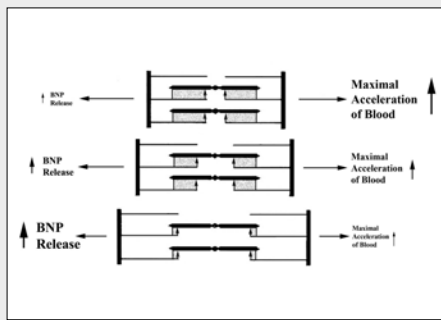 BNP
Release
Maximal
Acceleration
of Blood
BNP
Release
Maximal
Acceleration
of Blood
BNP
Release
Maximal
Acceleration
of Blood